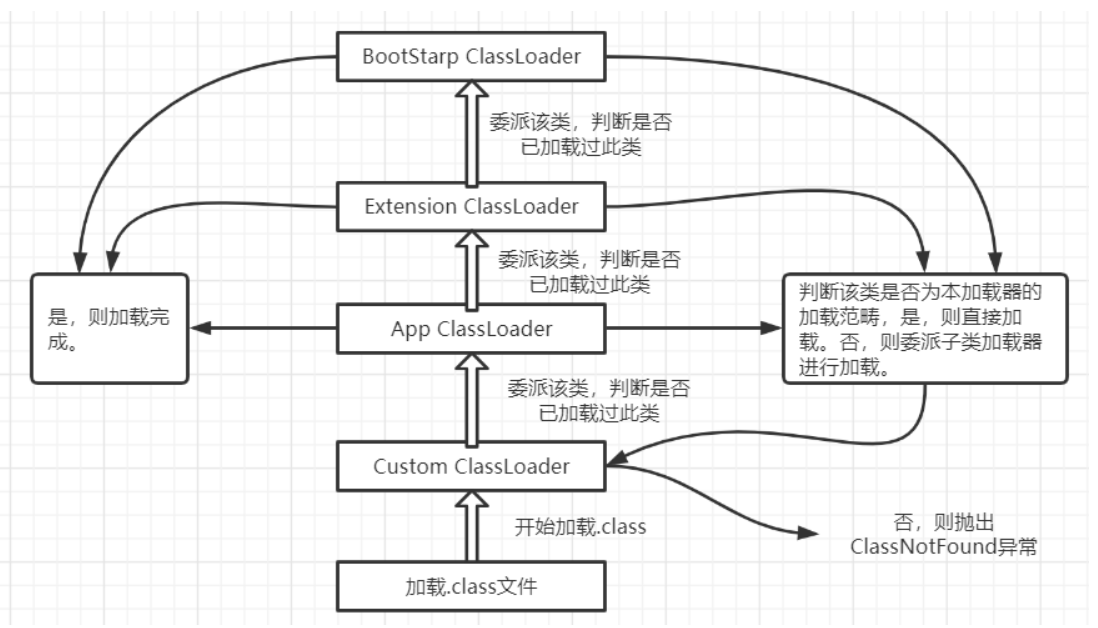 BootStarp ClassLoader
委派该类，判断是否
已加载过此类
Extension ClassLoader
委派该类，判断是否
已加载过此类
是，则加载完
成。
App ClassLoader
判断该类是否为本加载器的
加载范畴，是，则直接加
载。否，则委派子类加载器
进行加载。
委派该类，判断是否
已加载过此类
Custom ClassLoader
开始加载.class
否，则抛出
ClassNotFound异常
加载.class文件